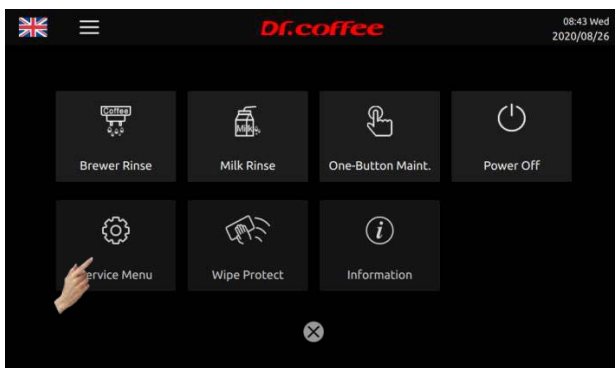 Dr.coffee
08:43 Wed
2020/08/26
Coffee
Milk
Brewer Rinse
Milk Rinse
One-Button Maint.
Power Off
i
ervice Menu
Wipe Protect
Information